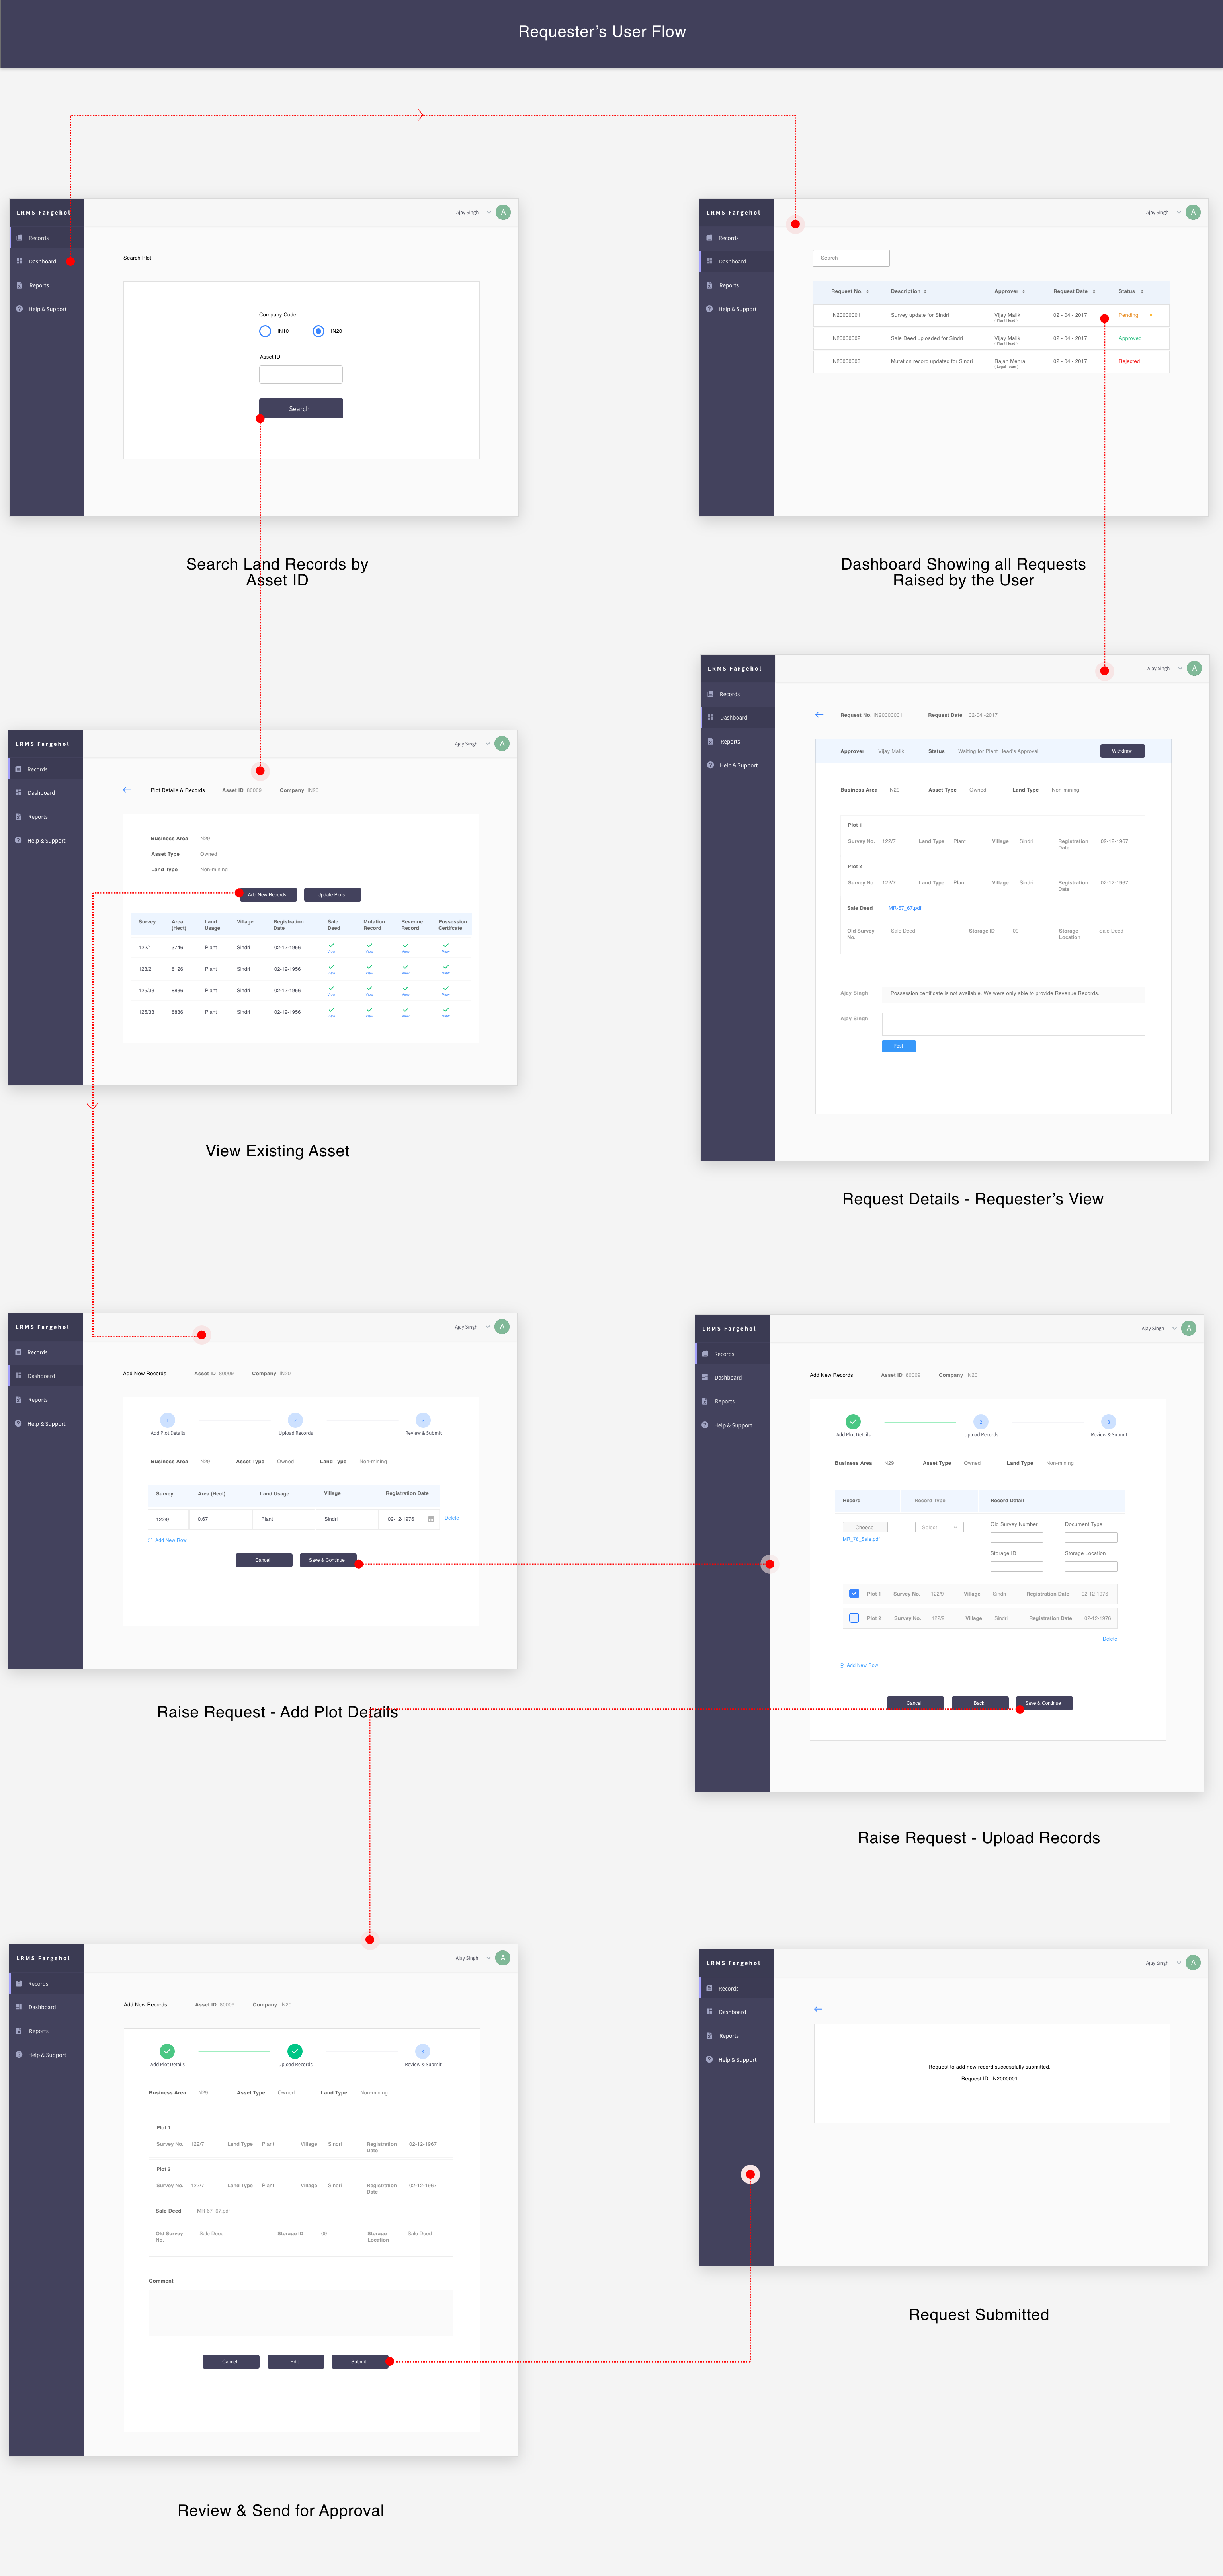 Requester’s User Flow
LRMS Fargehol
Ajay Singh
A
Records
Dashboard
Reports
Help & Support
Search Plot
Company Code
IN10
IN20
Asset ID
Search
Search Land Records by
Asset ID
LRMS Fargehol
Ajay Singh
A
Records
Dashboard
Reports
Help & Support
Search
Request No. Description Approver Request Date Status
IN20000001 Survey update for Sindri Vijay Malik 02 - 04 - 2017 Pending
( Plant Head )
IN20000002 Sale Deed uploaded for Sindri Vijay Malik 02 - 04 - 2017 Approved
( Plant Head )
IN20000003 Mutation record updated for Sindri Rajan Mehra 02 - 04 - 2017 Rejected
( Legal Team )
Dashboard Showing all Requests
Raised by the User
LRMS Fargehol
Ajay Singh
A
Records
Dashboard
Reports
Help & Support
Plot Details & Records Asset ID 80009 Company IN20
Business Area N29
Asset Type Owned
Land Type Non-mining
Add New Records Update Plots
Survey Area Land Village Registration Sale Mutation Revenue Possession
(Hect) Usage Date Deed Record Record Certifcate
122/1 3746 Plant Sindri 02-12-1956
View View View View
123/2 8126 Plant Sindri 02-12-1956
View View View View
125/33 8836 Plant Sindri 02-12-1956
View View View View
125/33 8836 Plant Sindri 02-12-1956
View View View View
View Existing Asset
LRMS Fargehol
Ajay Singh
A
Records
Dashboard
Reports
Help & Support
Request No. IN20000001 Request Date 02-04 -2017
Approver Vijay Malik Status Waiting for Plant Head's Approval Withdraw
Business Area N29 Asset Type Owned Land Type Non-mining
Plot 1
Survey No. 122/7 Land Type Plant Village Sindri Registration 02-12-1967
Date
Plot 2
Survey No. 122/7 Land Type Plant Village Sindri Registration 02-12-1967
Date
Sale Deed MR-67_67.pdf
Old Survey Sale Deed Storage ID 09 Storage Sale Deed
No. Location
Ajay Singh Possession certificate is not available. We were only able to provide Revenue Records.
Ajay Singh
Post
Request Details - Requester’s View
LRMS Fargehol
Ajay Singh
A
Records
Dashboard
Reports
Help & Support
Add New Records Asset ID 80009 Company IN20
1 2 3
Add Plot Details Upload Records Review & Submit
Business Area N29 Asset Type Owned Land Type Non-mining
Survey Area (Hect) Land Usage Village Registration Date
122/9 0.67 Plant Sindri 02-12-1976 Delete
Add New Row
Cancel Save & Continue
Raise Request - Add Plot Details
LRMS Fargehol
Ajay Singh
A
Records
Dashboard
Reports
Help & Support
Add New Records Asset ID 80009 Company IN20
2 3
Add Plot Details Upload Records Review & Submit
Business Area N29 Asset Type Owned Land Type Non-mining
Record Record Type Record Detail
Choose Select Old Survey Number Document Type
MR_78_Sale.pdf
Storage ID Storage Location
Plot 1 Survey No. 122/9 Village Sindri Registration Date 02-12-1976
Plot 2 Survey No. 122/9 Village Sindri Registration Date 02-12-1976
Delete
Add New Row
Cancel Back Save & Continue
Raise Request - Upload Records
LRMS Fargehol
Ajay Singh
A
Records
Dashboard
Reports
Help & Support
Add New Records Asset ID 80009 Company IN20
3
Add Plot Details Upload Records Review & Submit
Business Area N29 Asset Type Owned Land Type Non-mining
Plot 1
Survey No. 122/7 Land Type Plant Village Sindri Registration 02-12-1967
Date
Plot 2
Survey No. 122/7 Land Type Plant Village Sindri Registration 02-12-1967
Date
Sale Deed MR-67_67.pdf
Old Survey Sale Deed Storage ID 09 Storage Sale Deed
No. Location
Comment
Cancel Edit Submit
Review & Send for Approval
LRMS Fargehol
Ajay Singh
A
Records
Dashboard
Reports
Help & Support
Request to add new record successfully submitted.
Request ID IN2000001
Request Submitted